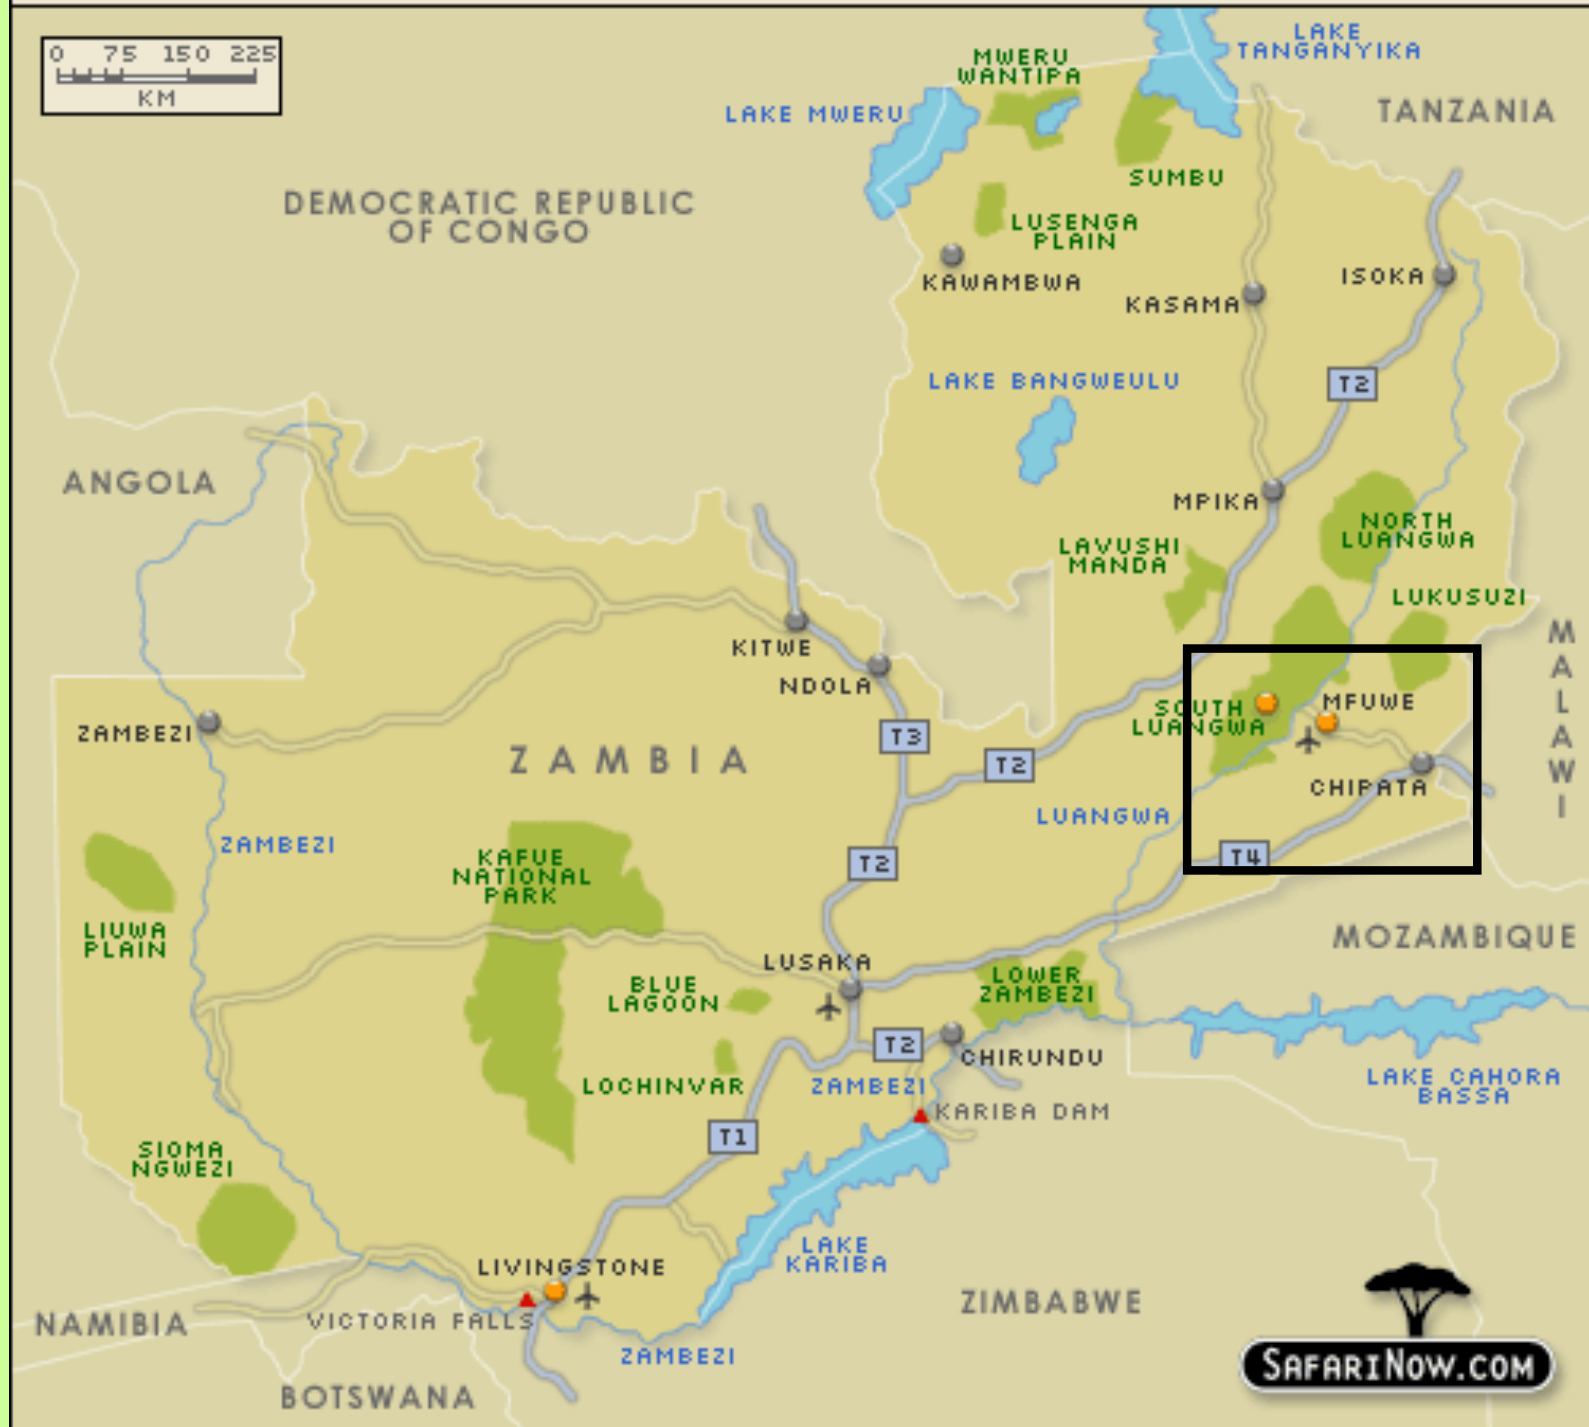 0 75 150 225
KM
LAKE
TANGANYIKA
MWERU
WANTIPA
LAKE MWERU
TANZANIA
SUMBU
DEMOCRATIC REPUBLIC
OF CONGO
LUSENGA
PLAIN
KAWAMBWA
ISOKA
KASAMA
LAKE BANGWEULU
T2
ANGOLA
MPIKA
NORTH
LUANGWA
LAVUSHI
MANDA
LUKUSUZI
MALAWI
KITWE
NDOLA
SOUTH
LUANGWA
MFUWE
ZAMBEZI
T3
ZAMBIA
T2
CHIPATA
LUANGWA
ZAMBEZI
T4
T2
KAFUE
NATIONAL
PARK
LIUWA
PLAIN
MOZAMBIQUE
LUSAKA
BLUE
LAGOON
LOWER
ZAMBEZI
T2
CHIRUNDU
LOCHINVAR
ZAMBEZI
LAKE CAHORA
BASSA
KARIBA DAM
T1
SIOMA
NGWEZI
LAKE
KARIBA
LIVINGSTONE
ZIMBABWE
NAMIBIA
VICTORIA FALLS
ZAMBEZI
SAFARINOW.COM
BOTSWANA